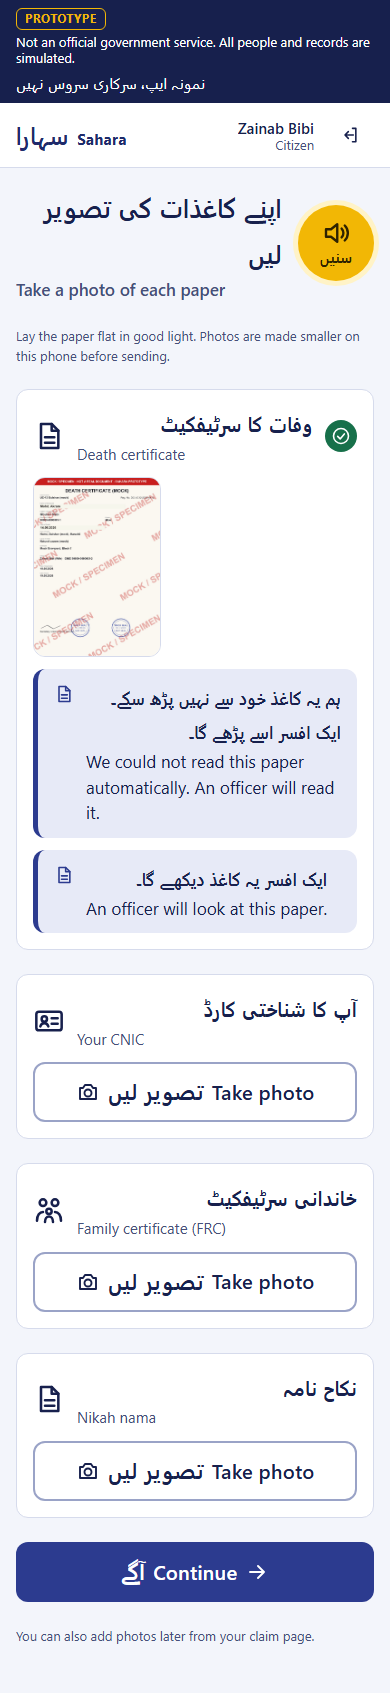 PROTOTYPE
Not an official government service. All people and records are
simulated.
نمونہ ایپ، سرکاری سروس نہیں
سہارا Sahara
Zainab Bibi
Citizen
اپنے کاغذات کی تصویر
لیں
سنیں
Take a photo of each paper
Lay the paper flat in good light. Photos are made smaller on
this phone before sending.
وفات کا سرٹیفکیٹ
Death certificate
DEATH CERTIFICATE (MOCK)
MOCK / SPECIMEN
MOCK / SPECIMEN
ہم یہ کاغذ خود سے نہیں پڑھ سکے۔
ایک افسر اسے پڑھے گا۔
We could not read this paper
automatically. An officer will read
it.
ایک افسر یہ کاغذ دیکھے گا۔
An officer will look at this paper.
آپ کا شناختی کارڈ
Your CNIC
تصویر لیں Take photo
خاندانی سرٹیفکیٹ
Family certificate (FRC)
تصویر لیں Take photo
نکاح نامہ
Nikah nama
تصویر لیں Take photo
آگے Continue
You can also add photos later from your claim page.